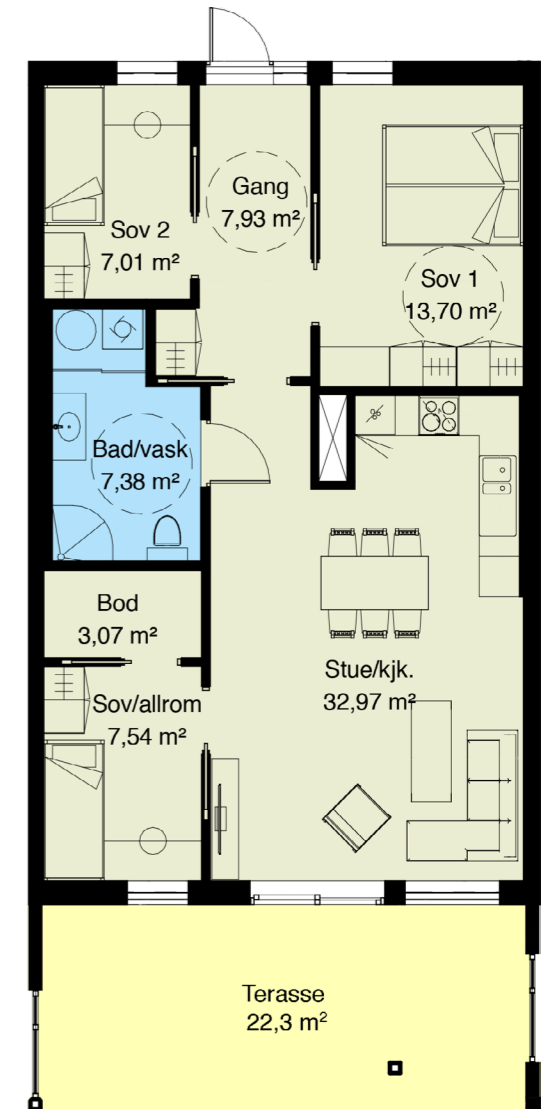 Gang
7,93 m²
Sov 2
7,01 m²
Sov 1
13,70 m²
Bad/vask
7,38 m²
Bod
3,07 m²
Stue/kjk.
32,97 m²
Sov/allrom
7,54 m²
Terasse
22,3 m²